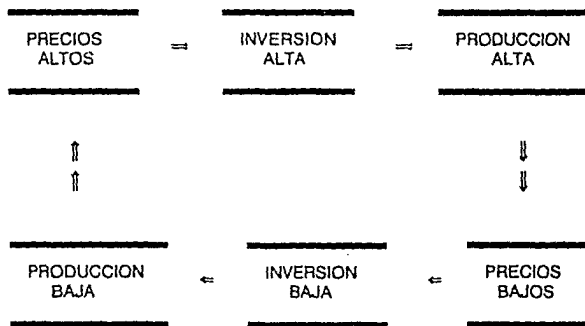 PRECIOS
ALTOS
INVERSION
ALTA
PRODUCCION
ALTA
PRODUCCION
BAJA
INVERSION
BAJA
PRECIOS
BAJOS